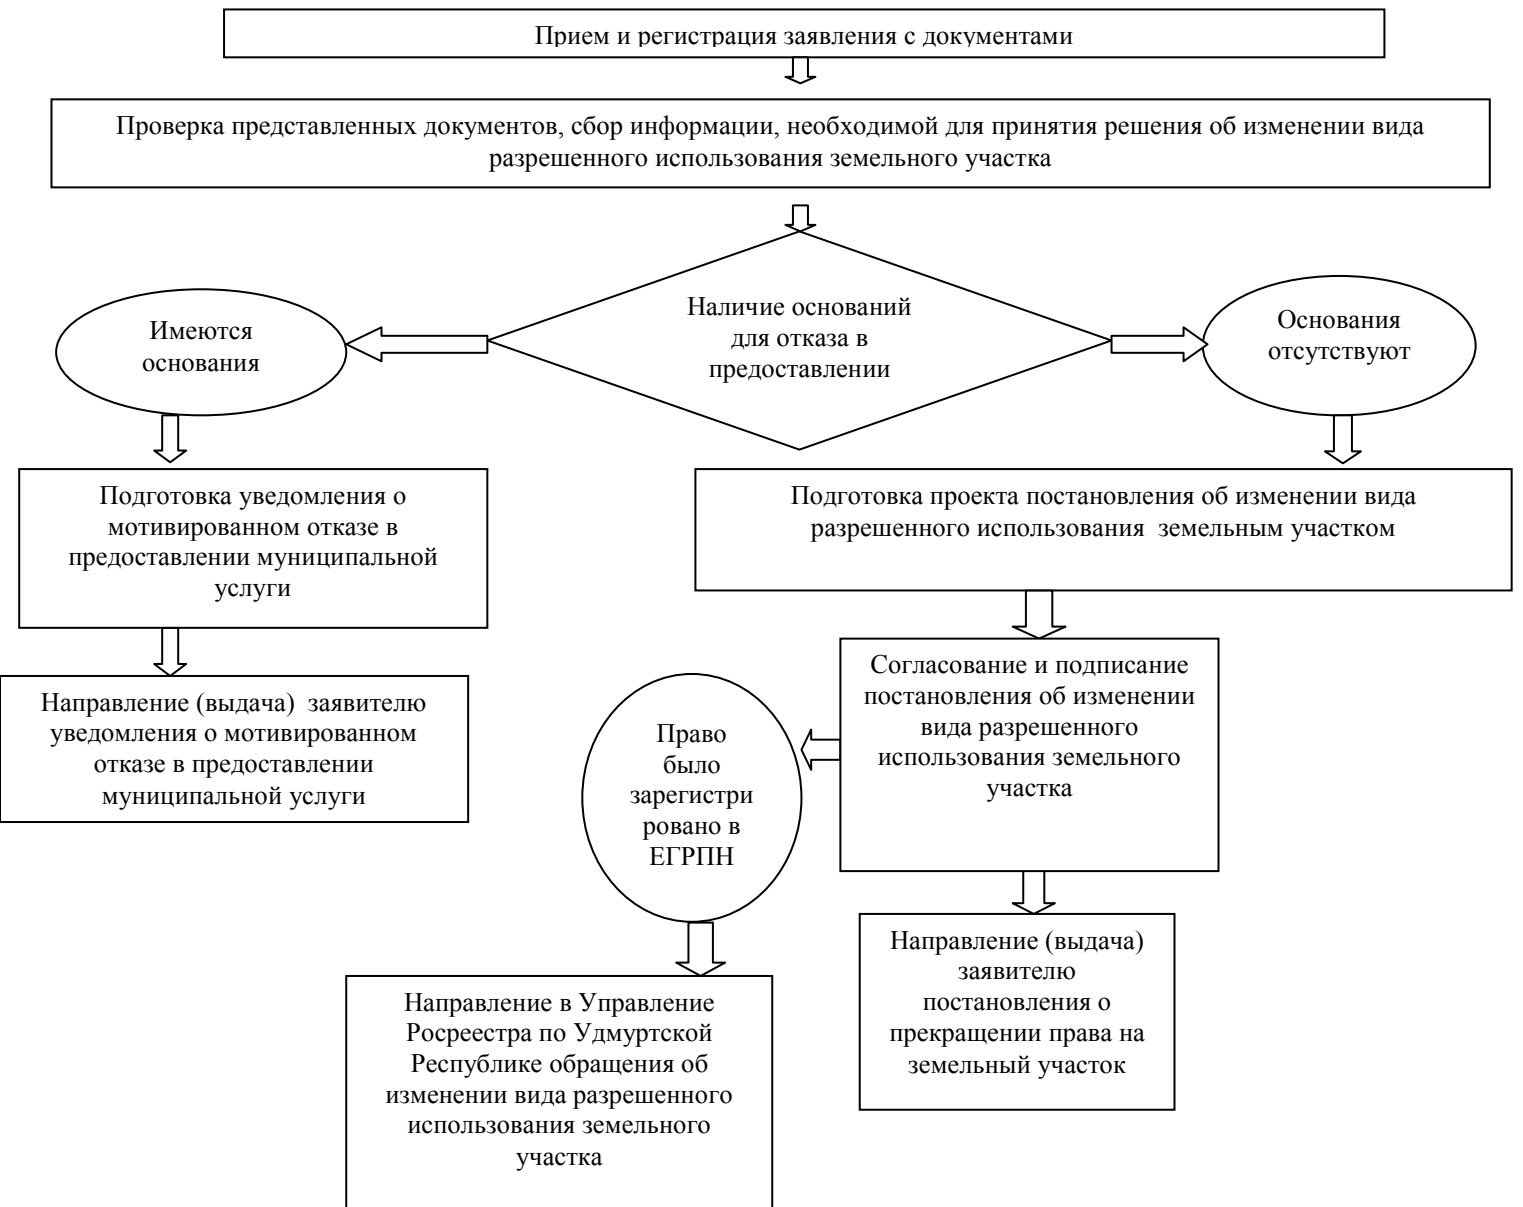 Прием и регистрация заявления с документами
Проверка представленных документов, сбор информации, необходимой для принятия решения об изменении вида
разрешенного использования земельного участка
Наличие оснований
для отказа в
предоставлении
Имеются
основания
Основания
отсутствуют
Подготовка уведомления о
мотивированном отказе в
предоставлении муниципальной
услуги
Подготовка проекта постановления об изменении вида
разрешенного использования  земельным участком
Направление (выдача)  заявителю
уведомления о мотивированном
отказе в предоставлении
муниципальной услуги
Согласование и подписание
постановления об изменении
вида разрешенного
использования земельного
участка
Право
было
зарегистри
ровано в
ЕГРПН
Направление (выдача)
заявителю
постановления о
прекращении права на
земельный участок
Направление в Управление
Росреестра по Удмуртской
Республике обращения об
изменении вида разрешенного
использования земельного
участка